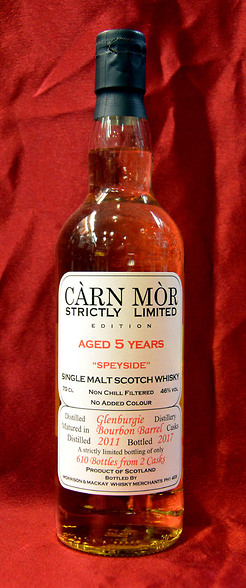 CÀRN MÒR
STRICTLY LIMITED
EDITION
AGED 5 YEARS
"SPEYSIDE"
SINGLE MALT SCOTCH WHISKY
70 CL. NON CHILL FILTERED 46% VOL
NO ADDED COLOUR
Distilled Glenburgie Distillery
Matured in Bourbon Barrel Casks
Distilled 2011 Bottled 2017
A strictly limited bottling of only
610 Bottles from 2 Casks
PRODUCT OF SCOTLAND
BOTTLED BY
MORRISON & MACKAY WHISKY MERCHANTS PH1 4EB